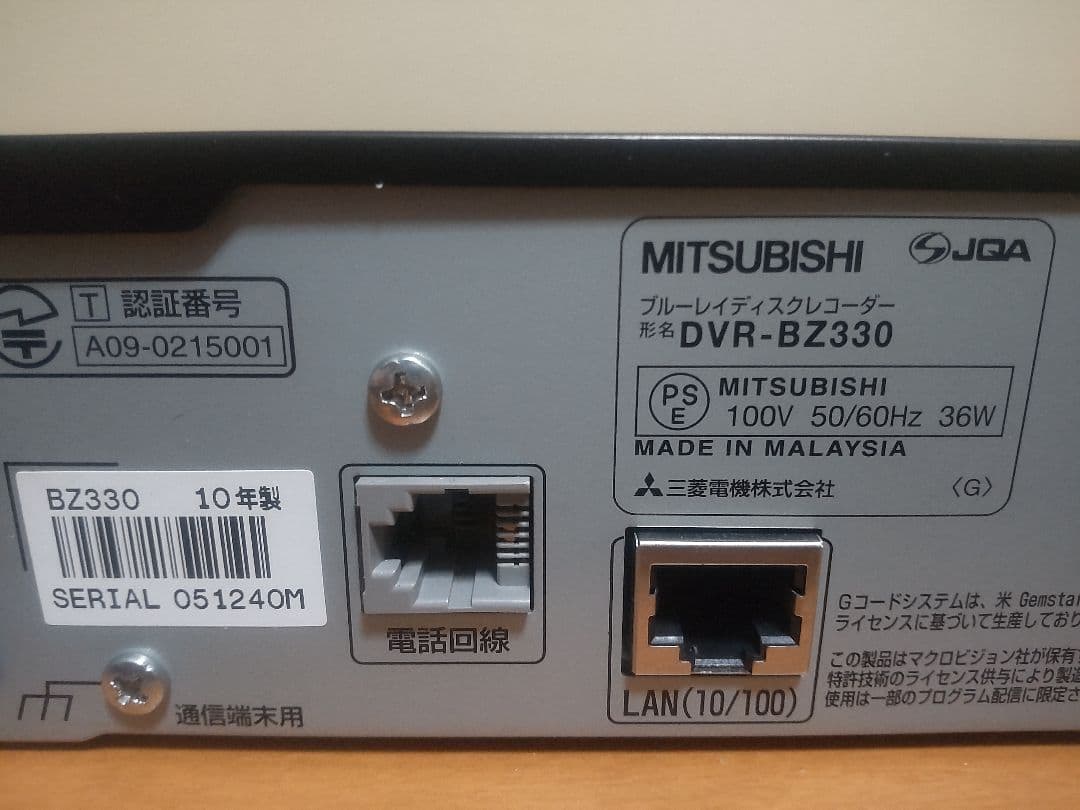 T 認証番号
A09-0215001
BZ330 10年製
SERIAL 051240M
通信端末用
電話回線
MITSUBISHI JQA
ブルーレイディスクレコーダー
形名 DVR-BZ330
PS E MITSUBISHI
100V 50/60Hz 36W
MADE IN MALAYSIA
三菱電機株式会社 〈G〉
LAN(10/100)
Gコードシステムは、米 Gemstar
ライセンスに基づいて生産しており
この製品はマクロビジョン社が保有
特許技術のライセンス供与により製造
使用は一部のプログラム配信に限定さ